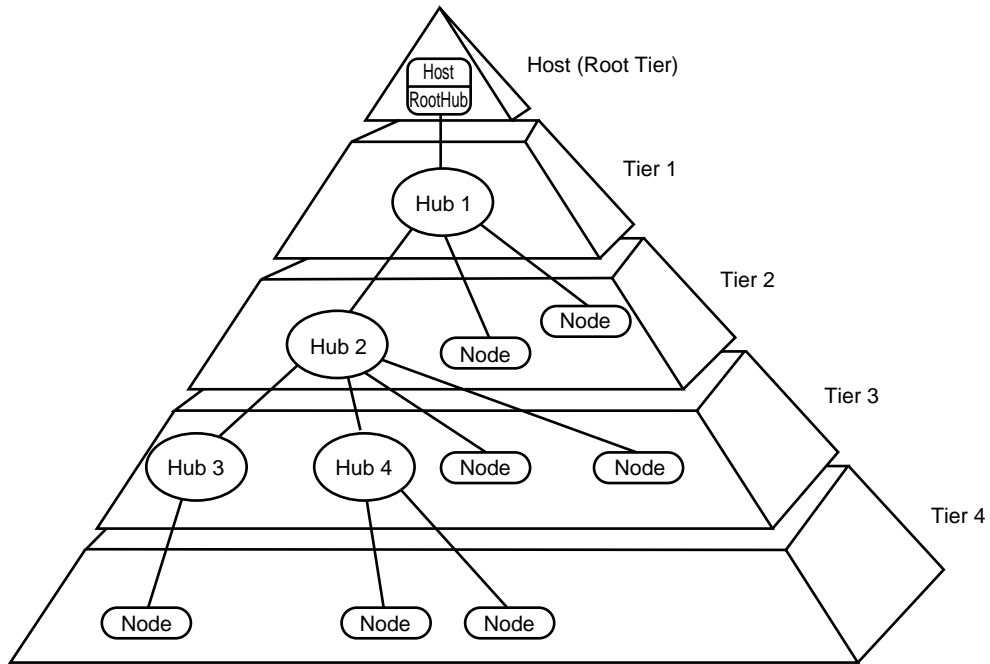 Host (Root Tier)
Host
RootHub
Tier 1
Hub 1
Tier 2
Node
Hub 2
Node
Tier 3
Hub 3
Hub 4
Node
Node
Tier 4
Node
Node
Node